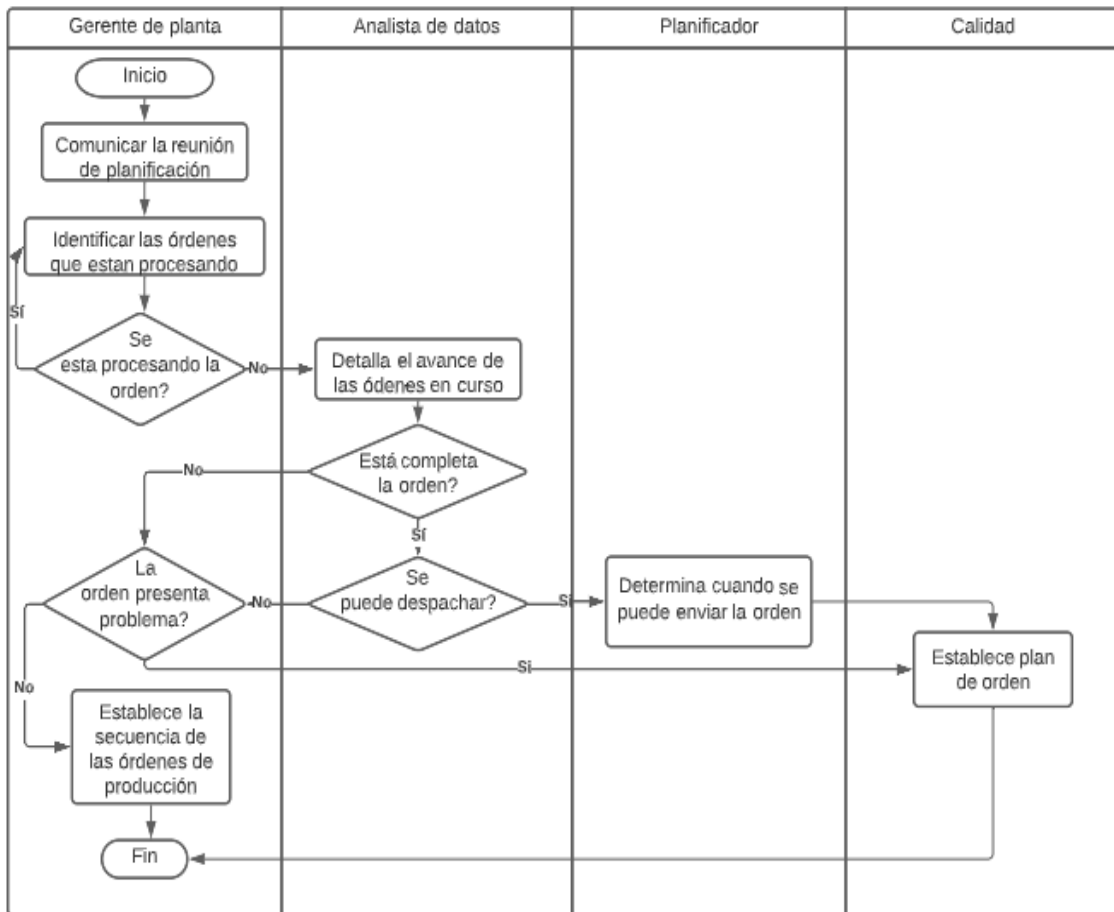 Gerente de planta
Analista de datos
Planificador
Calidad
Inicio
Comunicar la reunión
de planificación
Identificar las órdenes
que estan procesando
Sí
Se
esta procesando la
orden?
No
Detalla el avance de
las ódenes en curso
Está completa
la orden?
No
Sí
La
orden presenta
problema?
No
Se
puede despachar?
Si
Determina cuando se
puede enviar la orden
Establece plan
de orden
Si
No
Establece la
secuencia de
las órdenes de
producción
Fin